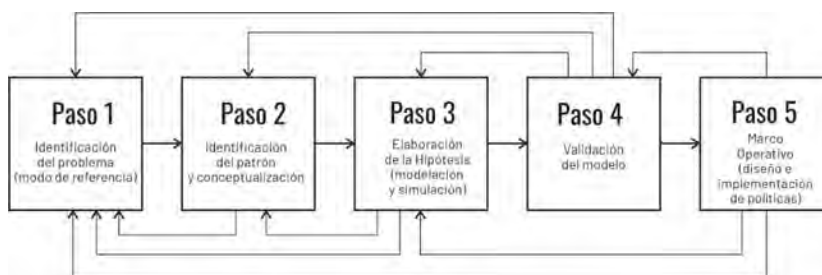 Paso 1
Identificación
del problema
(modo de referencia)
Paso 2
Identificación
del patrón
y conceptualización
Paso 3
Elaboración
de la Hipótesis
(modelación
y simulación)
Paso 4
Validación
del modelo
Paso 5
Marco
Operativo
(diseño e
implementación
de políticas)